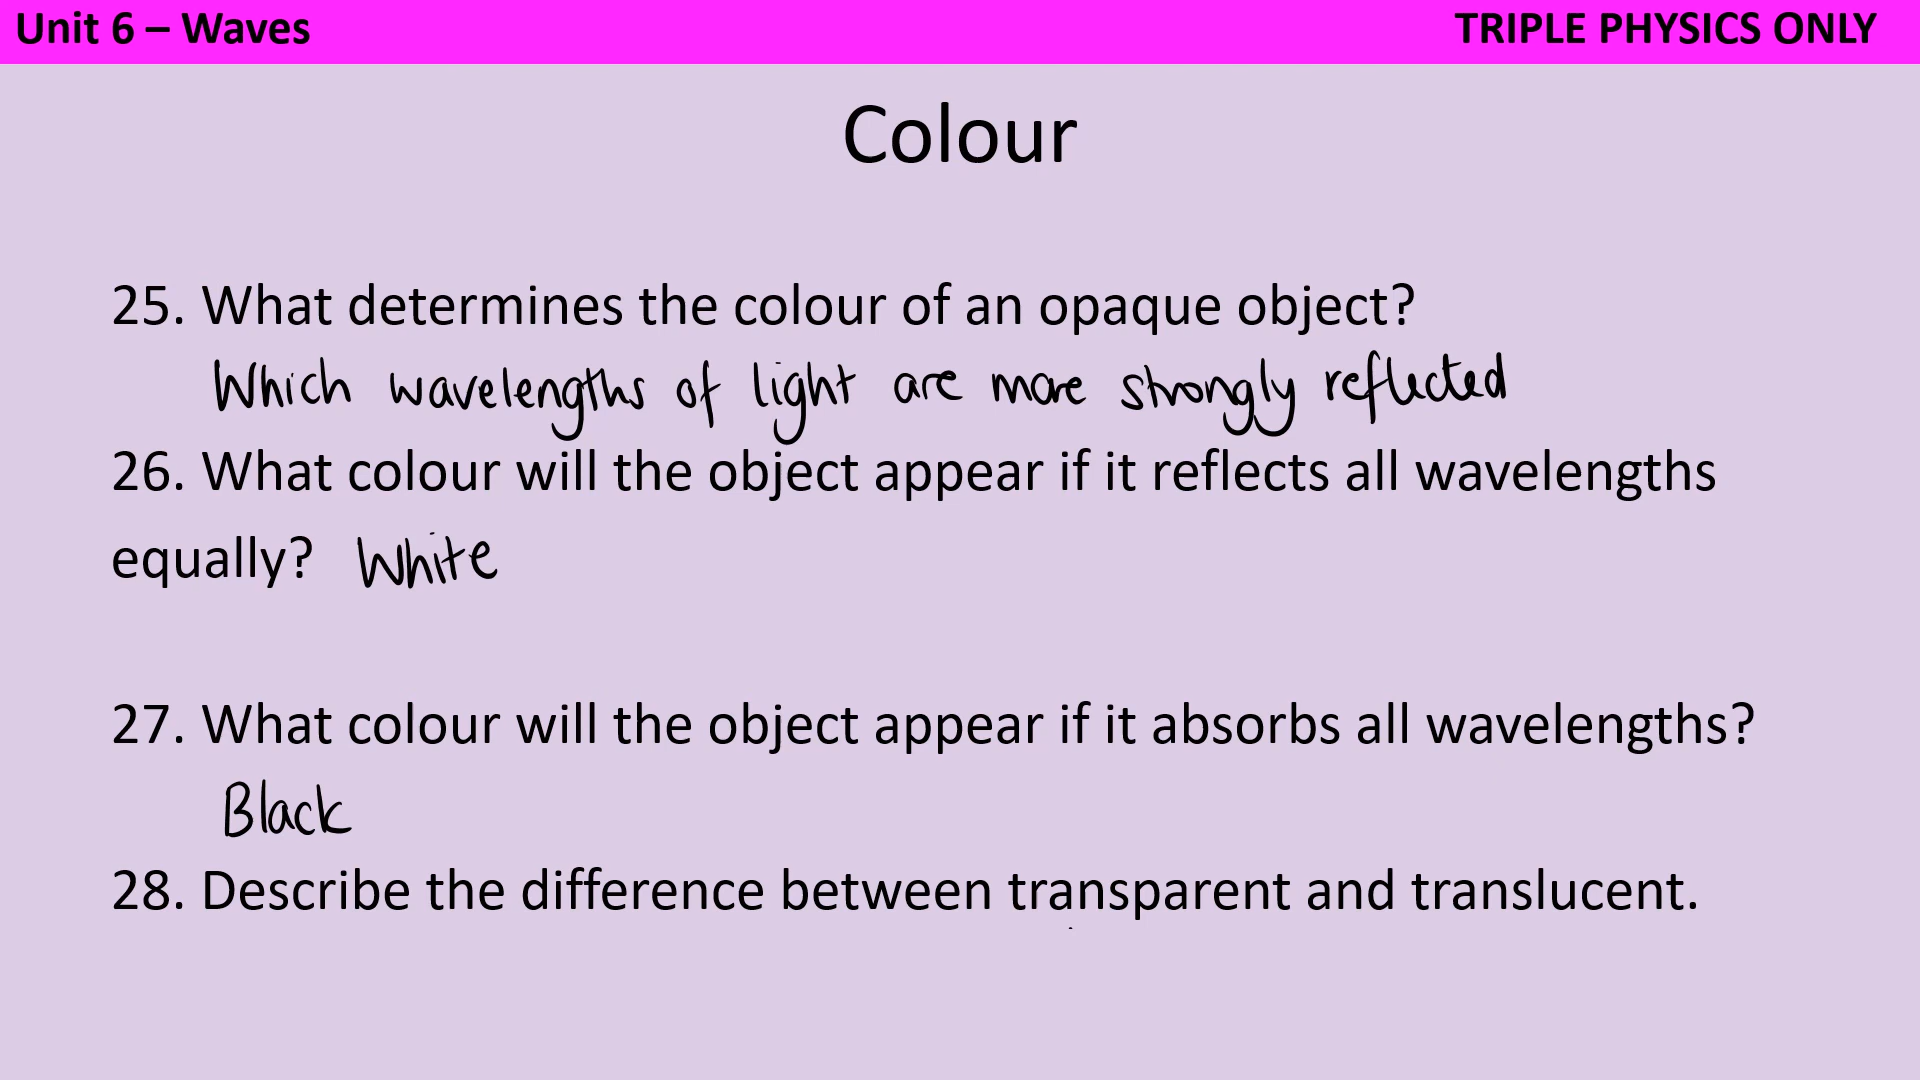 Unit 6 – Waves TRIPLE PHYSICS ONLY
Colour
25. What determines the colour of an opaque object?
Which wavelengths of light are more strongly reflected
26. What colour will the object appear if it reflects all wavelengths
equally? White
27. What colour will the object appear if it absorbs all wavelengths?
Black
28. Describe the difference between transparent and translucent.